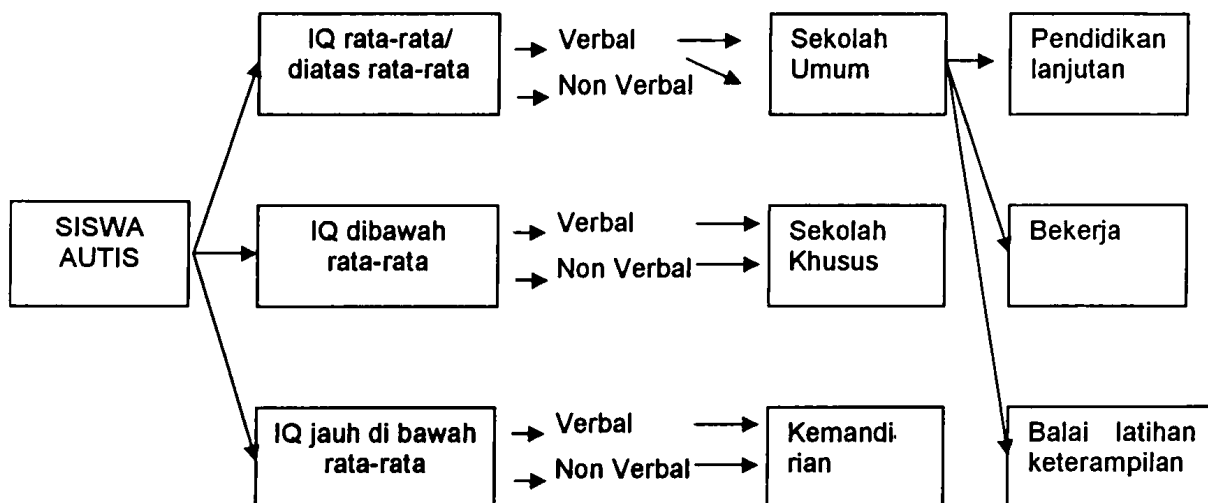 IQ rata-rata/
diatas rata-rata
Verbal
Non Verbal
Sekolah
Umum
Pendidikan
lanjutan
SISWA
AUTIS
IQ dibawah
rata-rata
Verbal
Non Verbal
Sekolah
Khusus
Bekerja
IQ jauh di bawah
rata-rata
Verbal
Non Verbal
Kemandi-
rian
Balai latihan
keterampilan